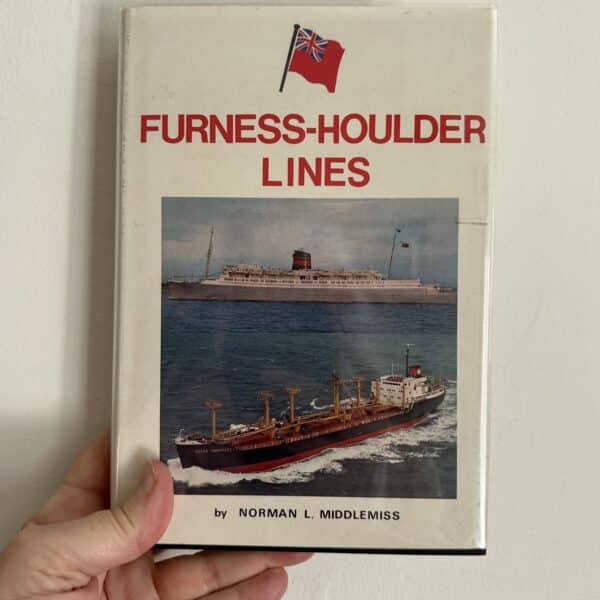 FURNESS-HOULDER
LINES
by NORMAN L. MIDDLEMISS